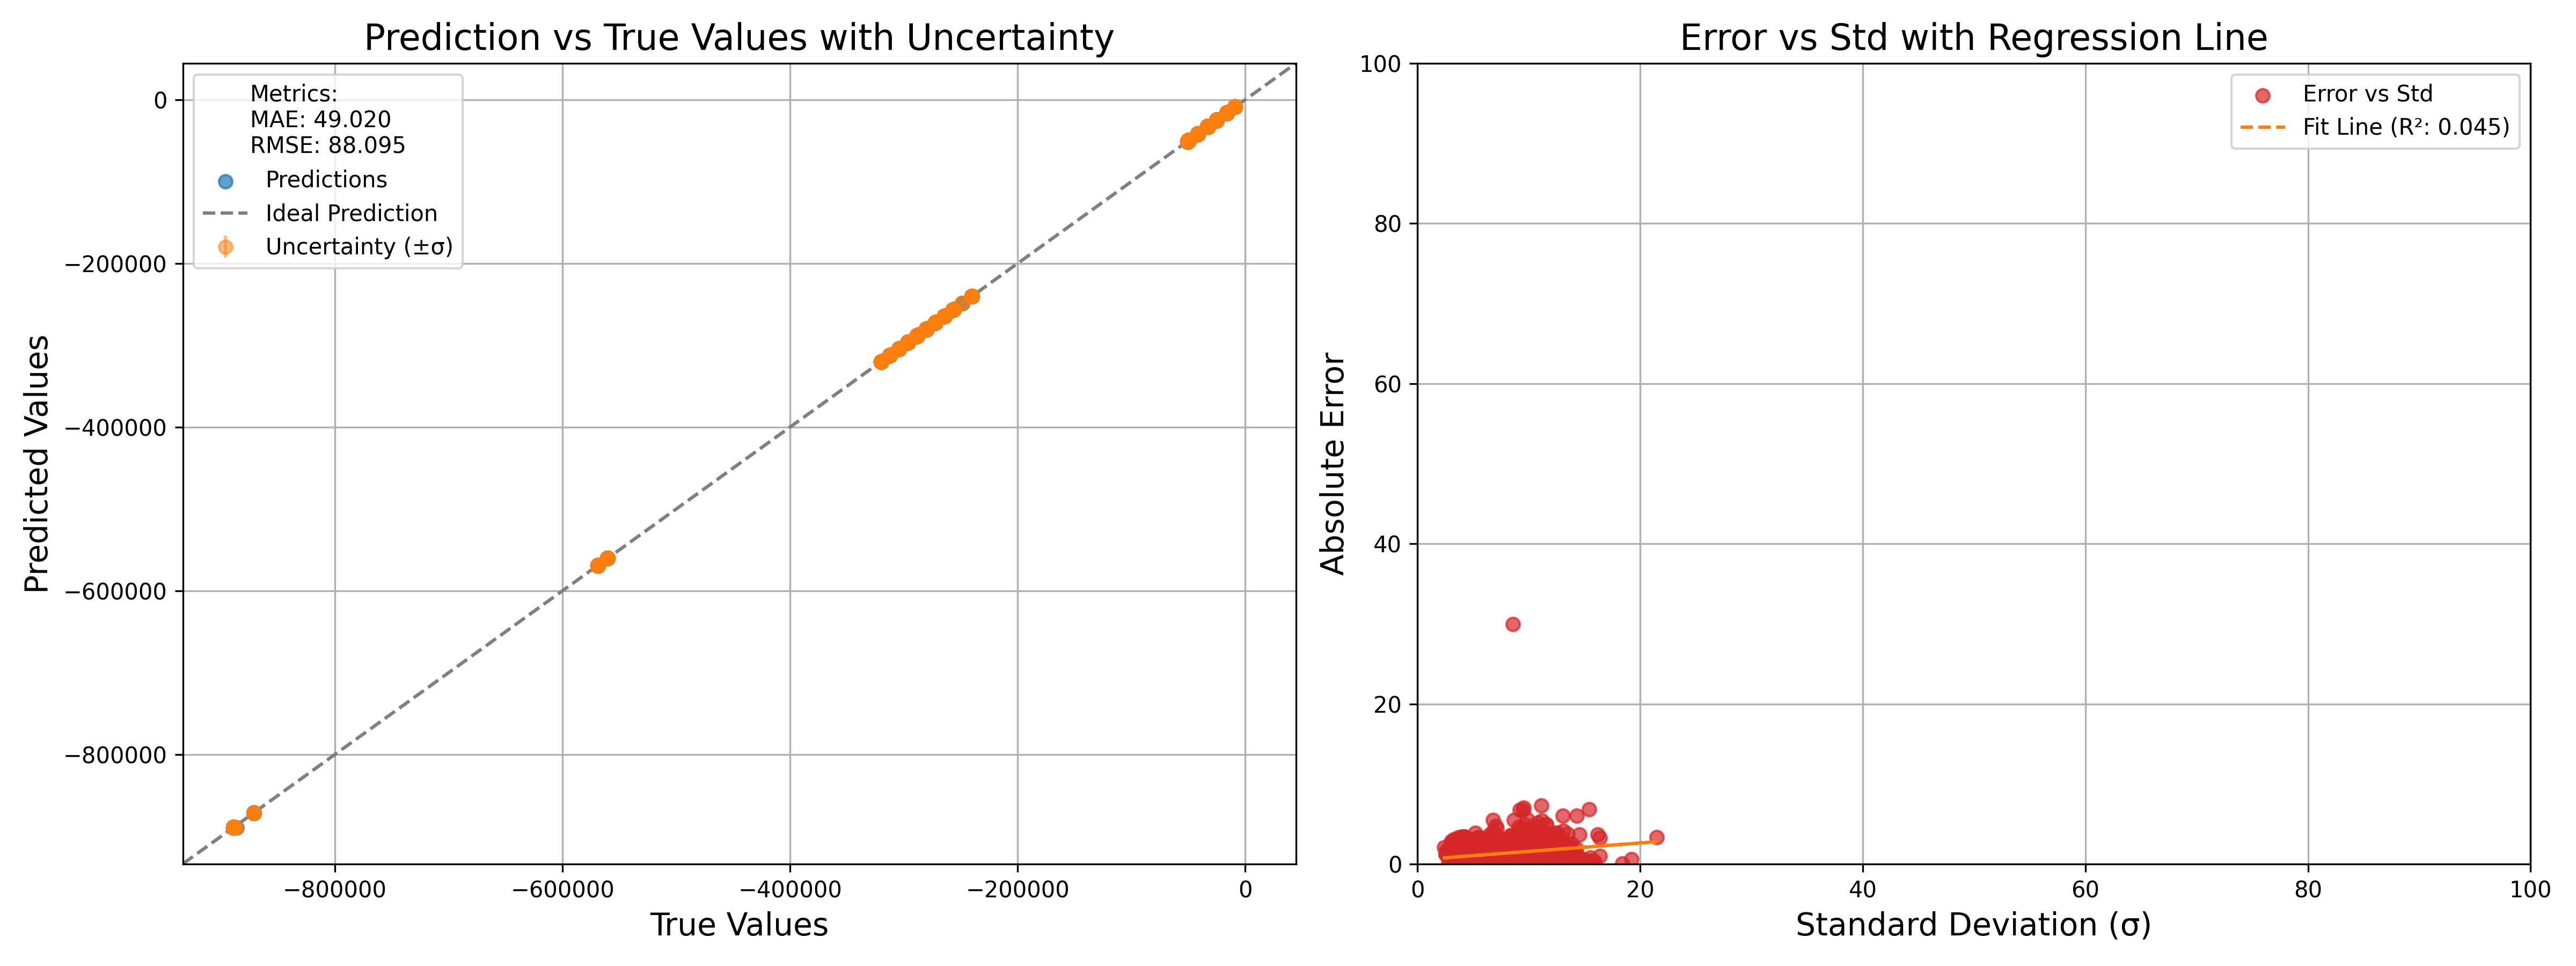 Prediction vs True Values with Uncertainty
Metrics:
MAE: 49.020
RMSE: 88.095
Predictions
Ideal Prediction
Uncertainty (±σ)
0
−200000
−400000
−600000
−800000
Predicted Values
−800000
−600000
−400000
−200000
0
True Values
Error vs Std with Regression Line
Error vs Std
Fit Line (R²: 0.045)
100
80
60
40
20
0
Absolute Error
0
20
40
60
80
100
Standard Deviation (σ)